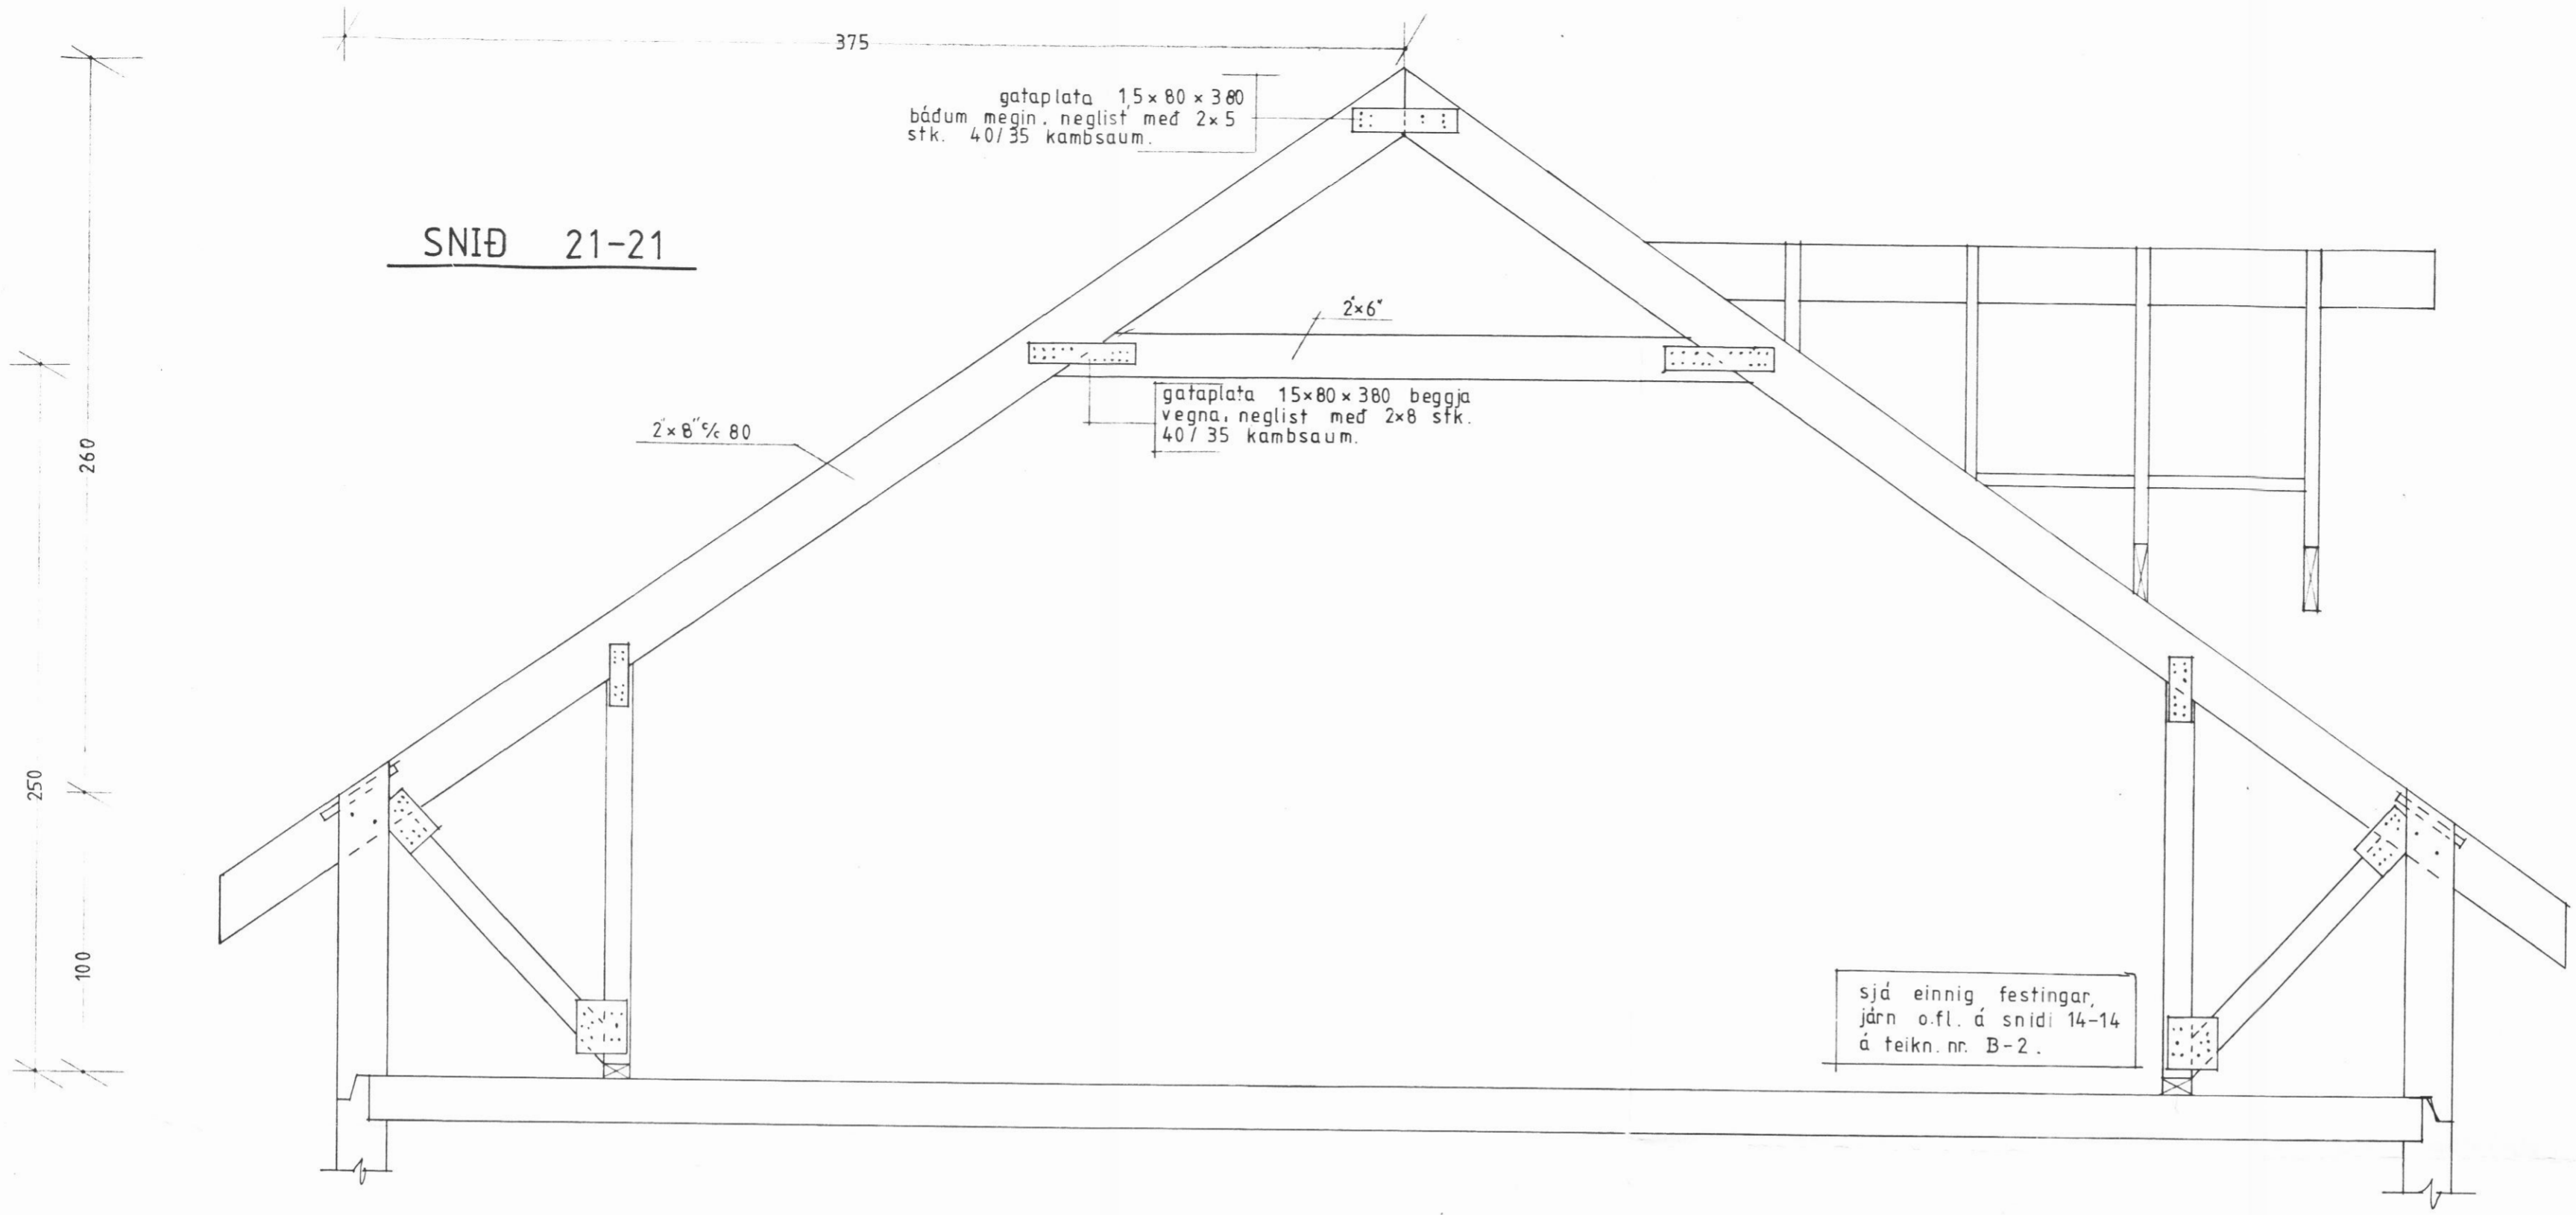 375
gataplata 1,5×80×380
báðum megin. neglist með 2×5
stk. 40/35 kambsaum.
SNIÐ 21-21
2"×6"
gataplata 15×80×380 beggja
vegna, neglist með 2×8 stk.
40/35 kambsaum.
2"×8" c/c 80
260
250
100
sjá einnig festingar,
járn o.fl. á sniði 14-14
á teikn. nr. B-2.